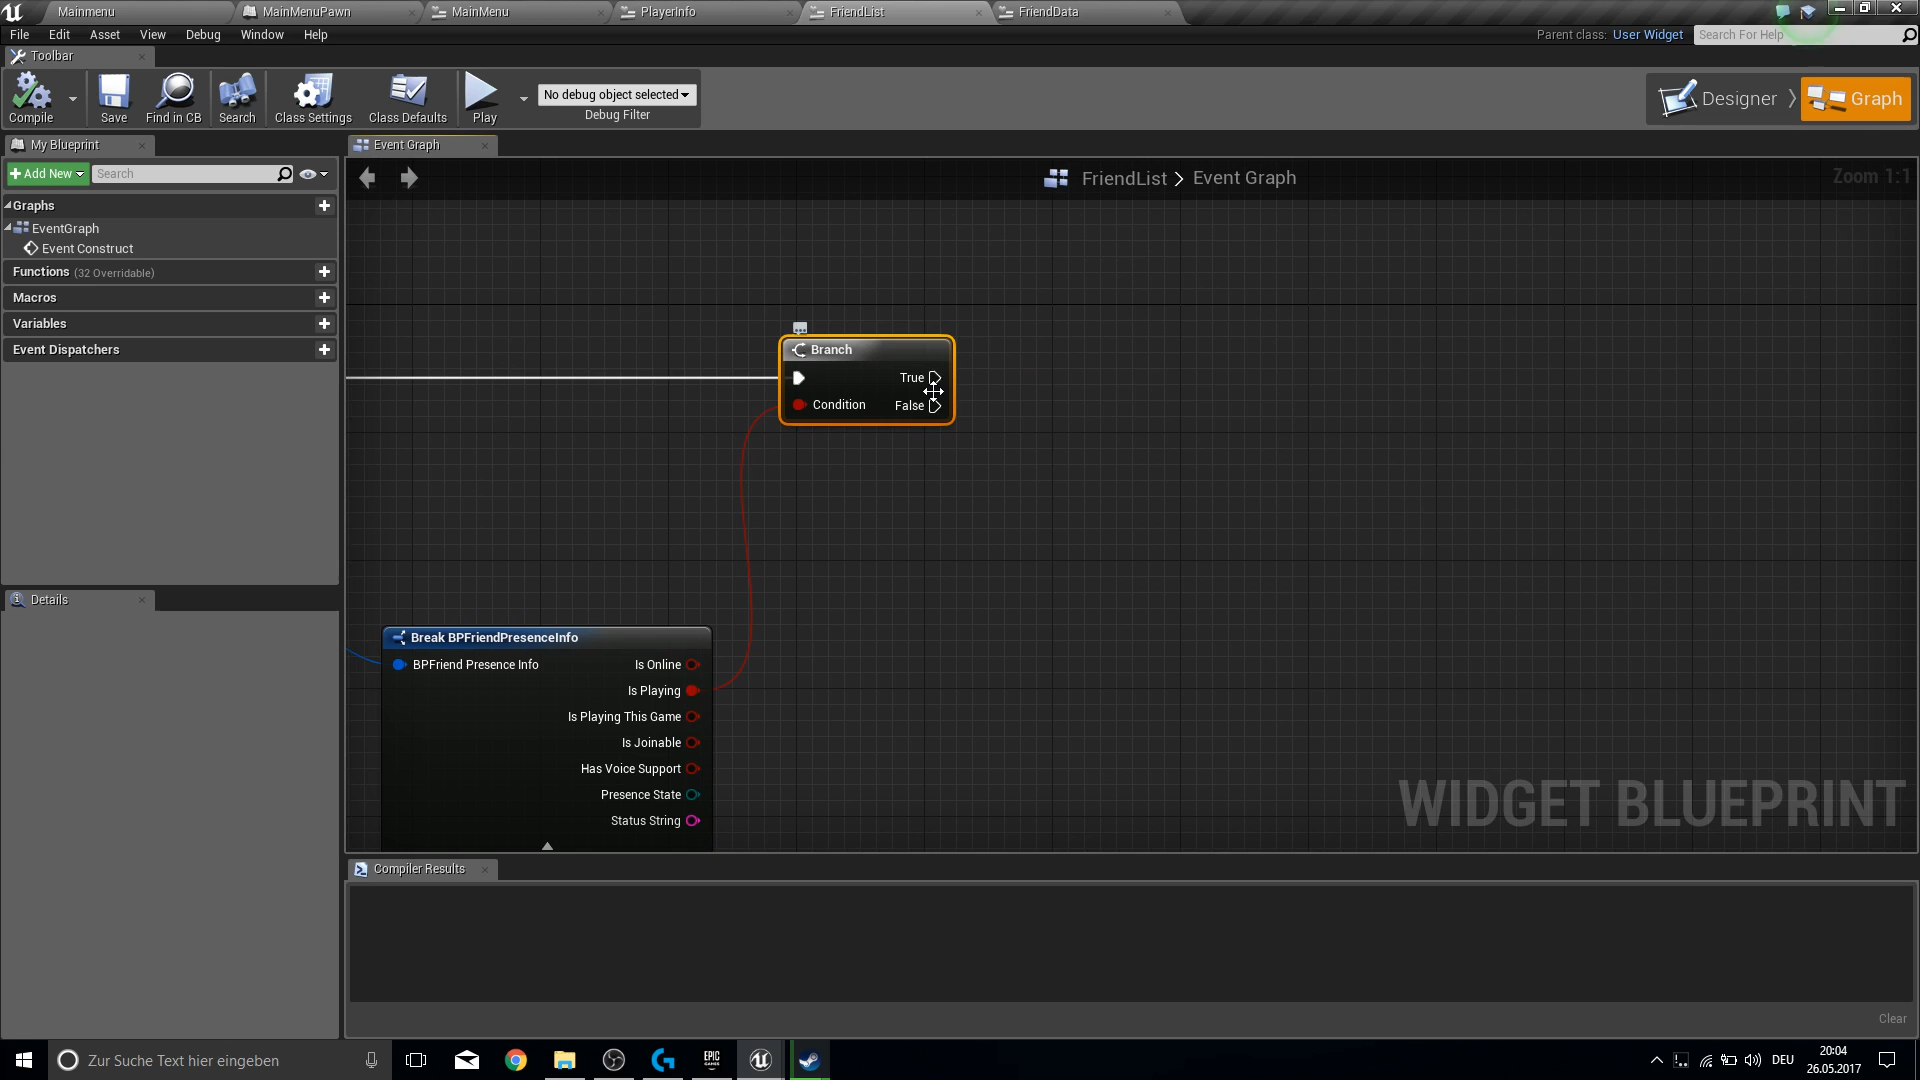 Mainmenu
MainMenuPawn
MainMenu
PlayerInfo
FriendList
FriendData
File Edit Asset View Debug Window Help
Parent class: User Widget
Search For Help
Toolbar
Compile
Save
Find in CB
Search
Class Settings
Class Defaults
Play
No debug object selected
Debug Filter
Designer
Graph
My Blueprint
Event Graph
Add New
Search
FriendList > Event Graph
Zoom 1:1
Graphs
EventGraph
Event Construct
Functions (32 Overridable)
Macros
Variables
Event Dispatchers
Branch
True
Condition
False
Details
Break BPFriendPresenceInfo
BPFriend Presence Info
Is Online
Is Playing
Is Playing This Game
Is Joinable
Has Voice Support
Presence State
Status String
WIDGET BLUEPRINT
Compiler Results
Clear
Zur Suche Text hier eingeben
EPIC
GAMES
DEU
20:04
26.05.2017